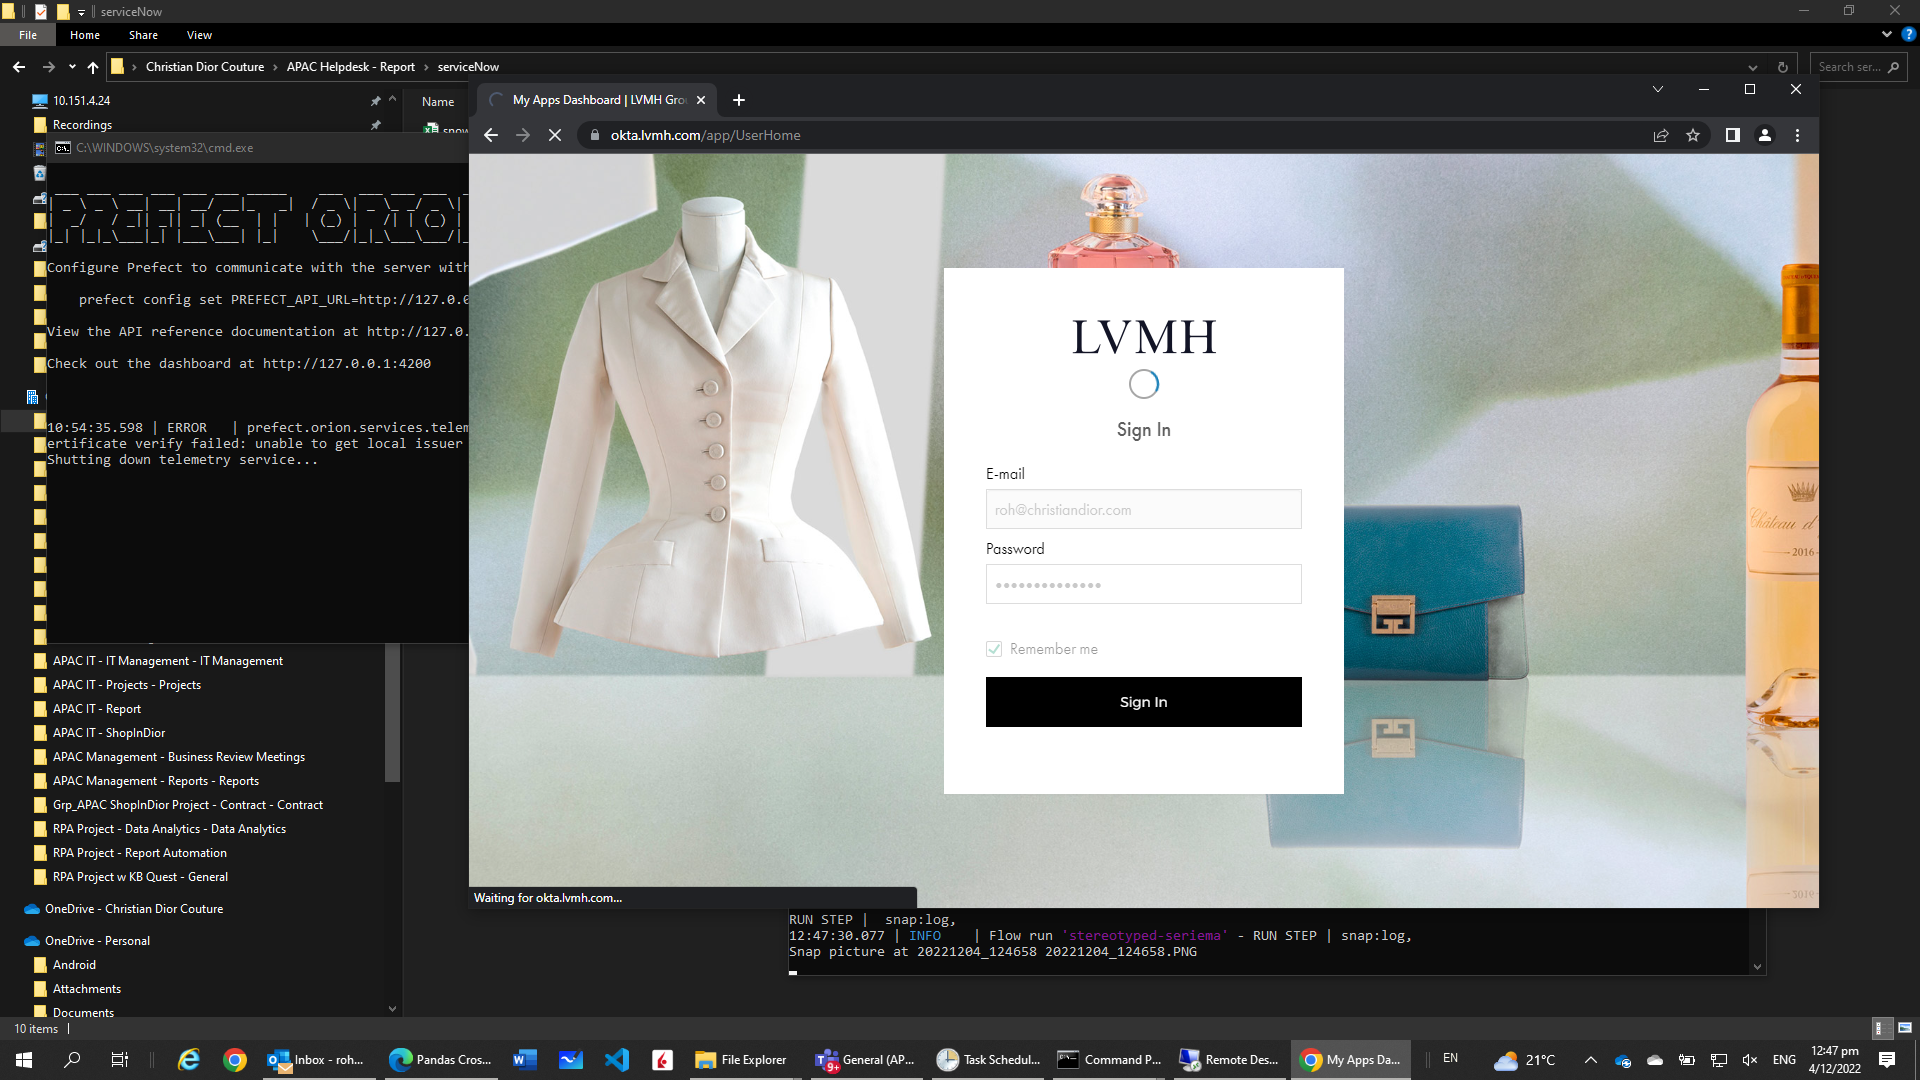 serviceNow
File
Home
Share
View
Christian Dior Couture
APAC Helpdesk - Report
serviceNow
Search ser...
10.151.4.24
Recordings
Name
C:\WINDOWS\system32\cmd.exe
PREFECT ORION
Configure Prefect to communicate with the server with
prefect config set PREFECT_API_URL=http://127.0.0
View the API reference documentation at http://127.0.
Check out the dashboard at http://127.0.0.1:4200
10:54:35.598 | ERROR | prefect.orion.services.telem
ertificate verify failed: unable to get local issuer
Shutting down telemetry service...
APAC IT - IT Management - IT Management
APAC IT - Projects - Projects
APAC IT - Report
APAC IT - ShopInDior
APAC Management - Business Review Meetings
APAC Management - Reports - Reports
Grp_APAC ShopInDior Project - Contract - Contract
RPA Project - Data Analytics - Data Analytics
RPA Project - Report Automation
RPA Project w KB Quest - General
OneDrive - Christian Dior Couture
OneDrive - Personal
Android
Attachments
Documents
10 items
My Apps Dashboard | LVMH Gro
okta.lvmh.com/app/UserHome
LVMH
Sign In
E-mail
roh@christiandior.com
Password
Remember me
Sign In
Château d'
2016
Waiting for okta.lvmh.com...
RUN STEP | snap:log,
12:47:30.077 | INFO | Flow run 'stereotyped-seriema' - RUN STEP | snap:log,
Snap picture at 20221204_124658 20221204_124658.PNG
Inbox - roh...
Pandas Cros...
File Explorer
9+
General (AP...
Task Schedul...
Command P...
Remote Des...
My Apps Da...
EN
21°C
ENG
12:47 pm
4/12/2022